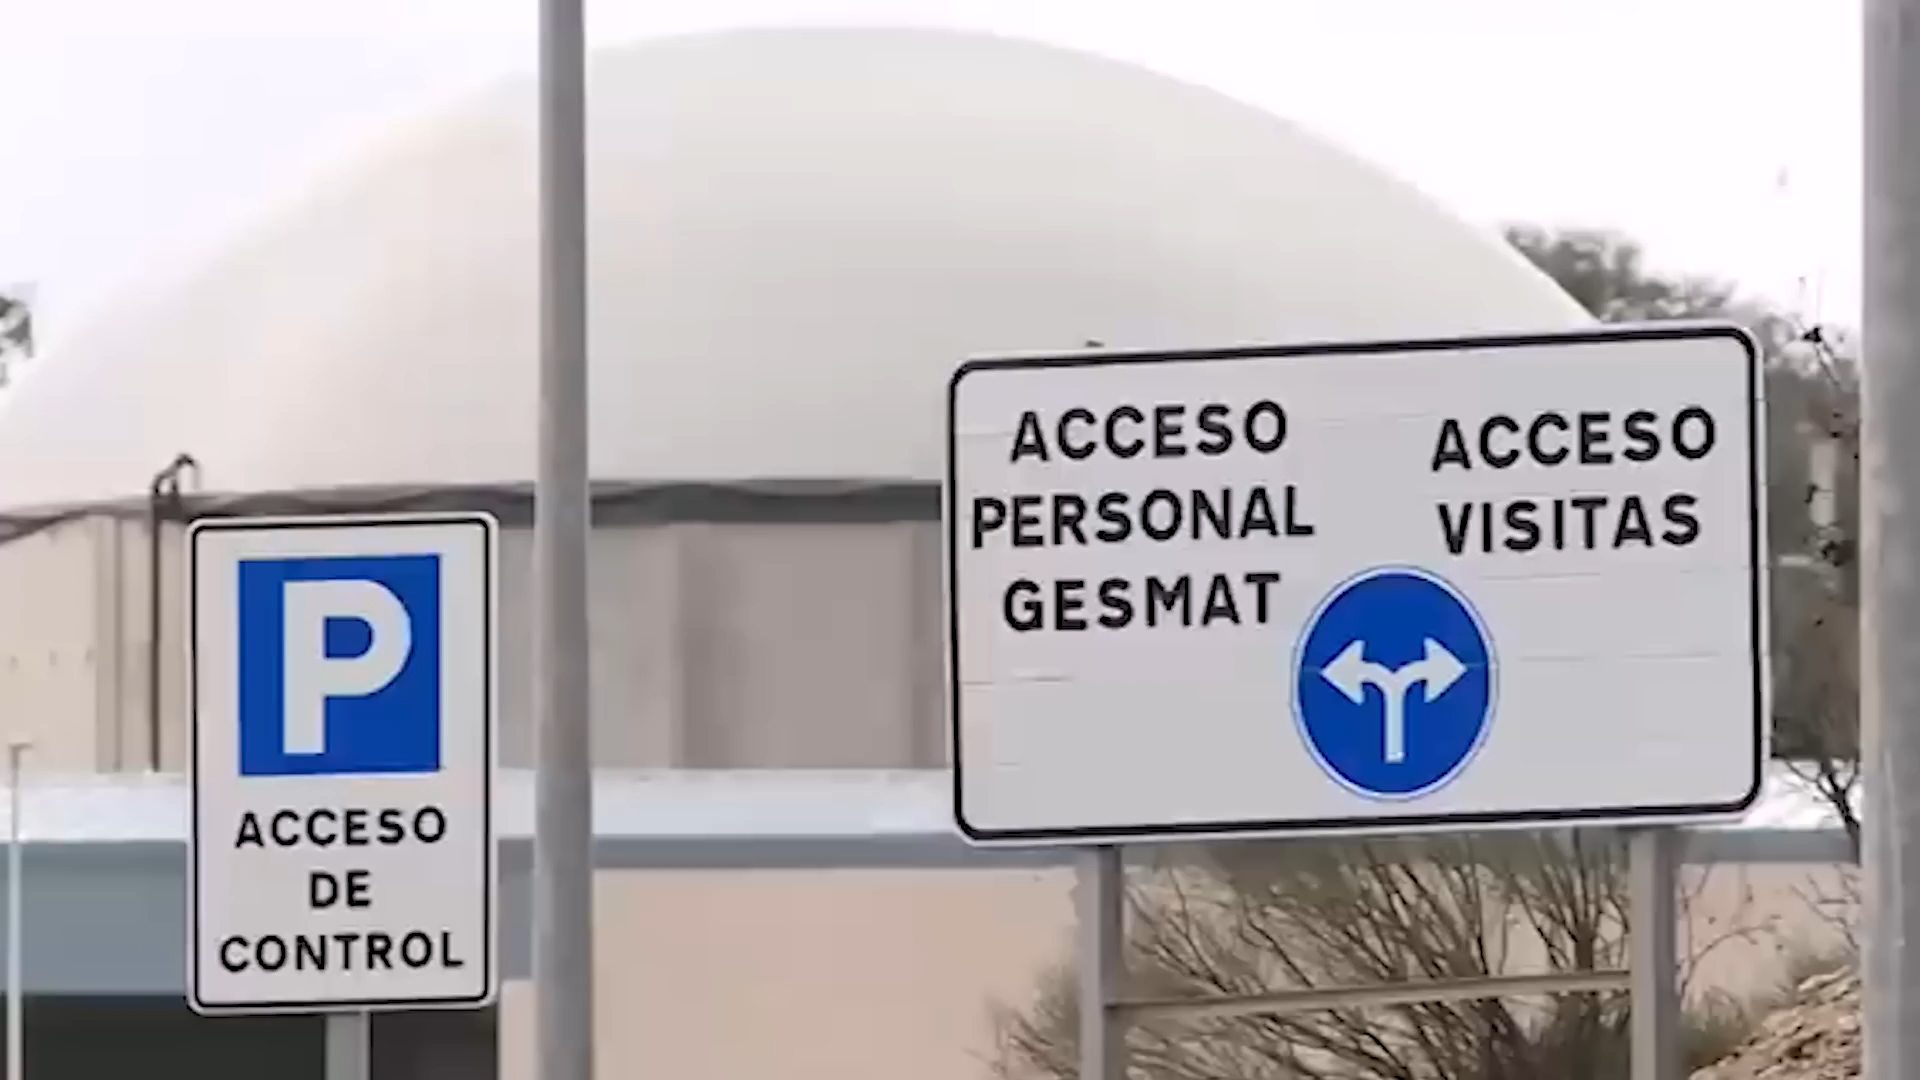 P
ACCESO
DE
CONTROL
ACCESO
PERSONAL
GESMAT
ACCESO
VISITAS